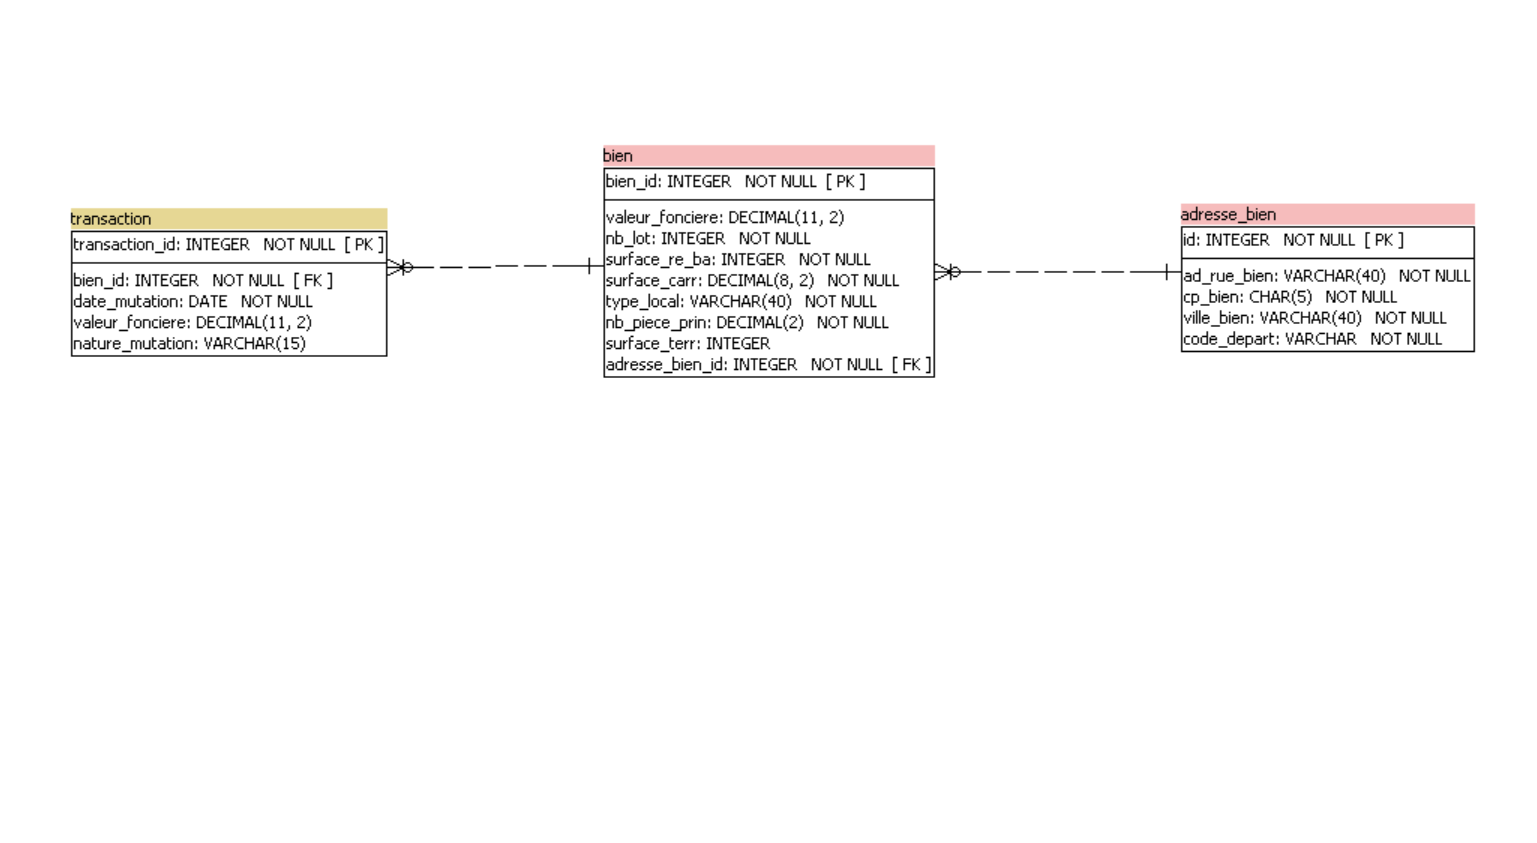 transaction
transaction_id: INTEGER NOT NULL [ PK ]
bien_id: INTEGER NOT NULL [ FK ]
date_mutation: DATE NOT NULL
valeur_fonciere: DECIMAL(11, 2)
nature_mutation: VARCHAR(15)
bien
bien_id: INTEGER NOT NULL [ PK ]
valeur_fonciere: DECIMAL(11, 2)
nb_lot: INTEGER NOT NULL
surface_re_ba: INTEGER NOT NULL
surface_carr: DECIMAL(8, 2) NOT NULL
type_local: VARCHAR(40) NOT NULL
nb_piece_prin: DECIMAL(2) NOT NULL
surface_terr: INTEGER
adresse_bien_id: INTEGER NOT NULL [ FK ]
adresse_bien
id: INTEGER NOT NULL [ PK ]
ad_rue_bien: VARCHAR(40) NOT NULL
cp_bien: CHAR(5) NOT NULL
ville_bien: VARCHAR(40) NOT NULL
code_depart: VARCHAR NOT NULL